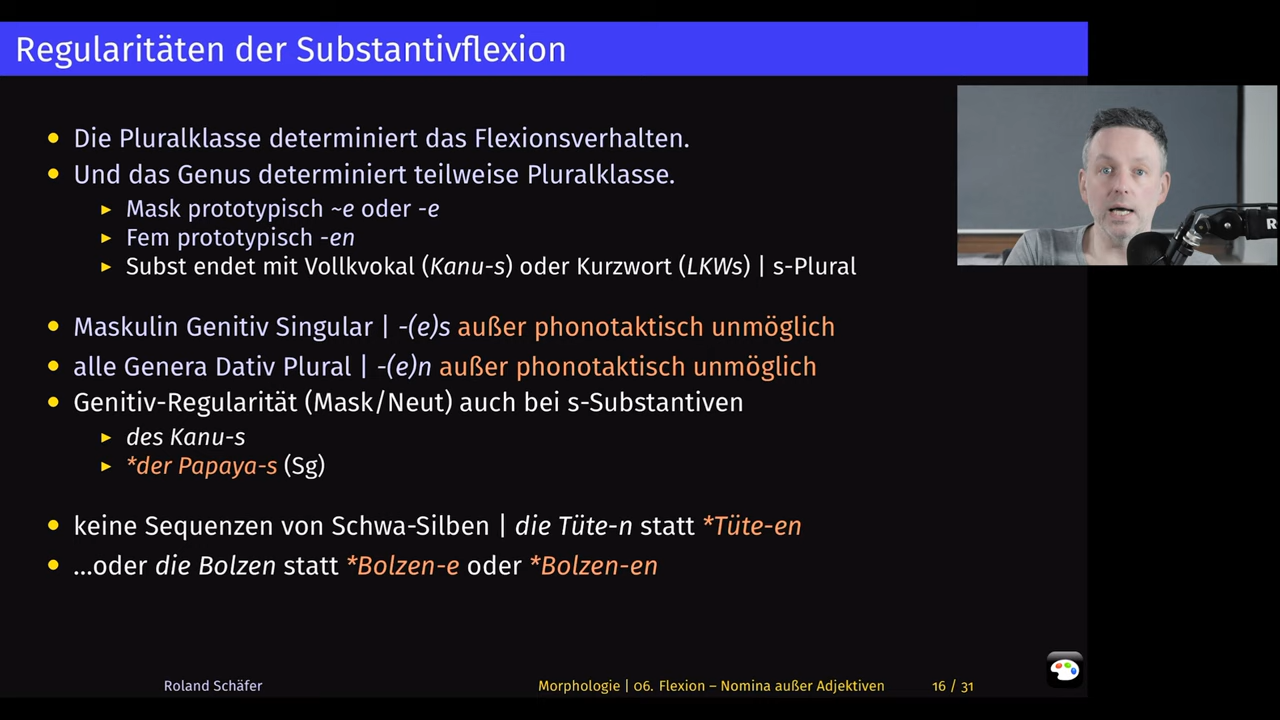 Regularitäten der Substantivflexion
Die Pluralklasse determiniert das Flexionsverhalten.
Und das Genus determiniert teilweise Pluralklasse.
Mask prototypisch ~e oder -e
Fem prototypisch -en
Subst endet mit Vollkvokal (Kanu-s) oder Kurzwort (LKWs) | s-Plural
Maskulin Genitiv Singular | -(e)s außer phonotaktisch unmöglich
alle Genera Dativ Plural | -(e)n außer phonotaktisch unmöglich
Genitiv-Regularität (Mask/Neut) auch bei s-Substantiven
des Kanu-s
*der Papaya-s (Sg)
keine Sequenzen von Schwa-Silben | die Tüte-n statt *Tüte-en
...oder die Bolzen statt *Bolzen-e oder *Bolzen-en
Roland Schäfer
Morphologie | 06. Flexion – Nomina außer Adjektiven
16 / 31